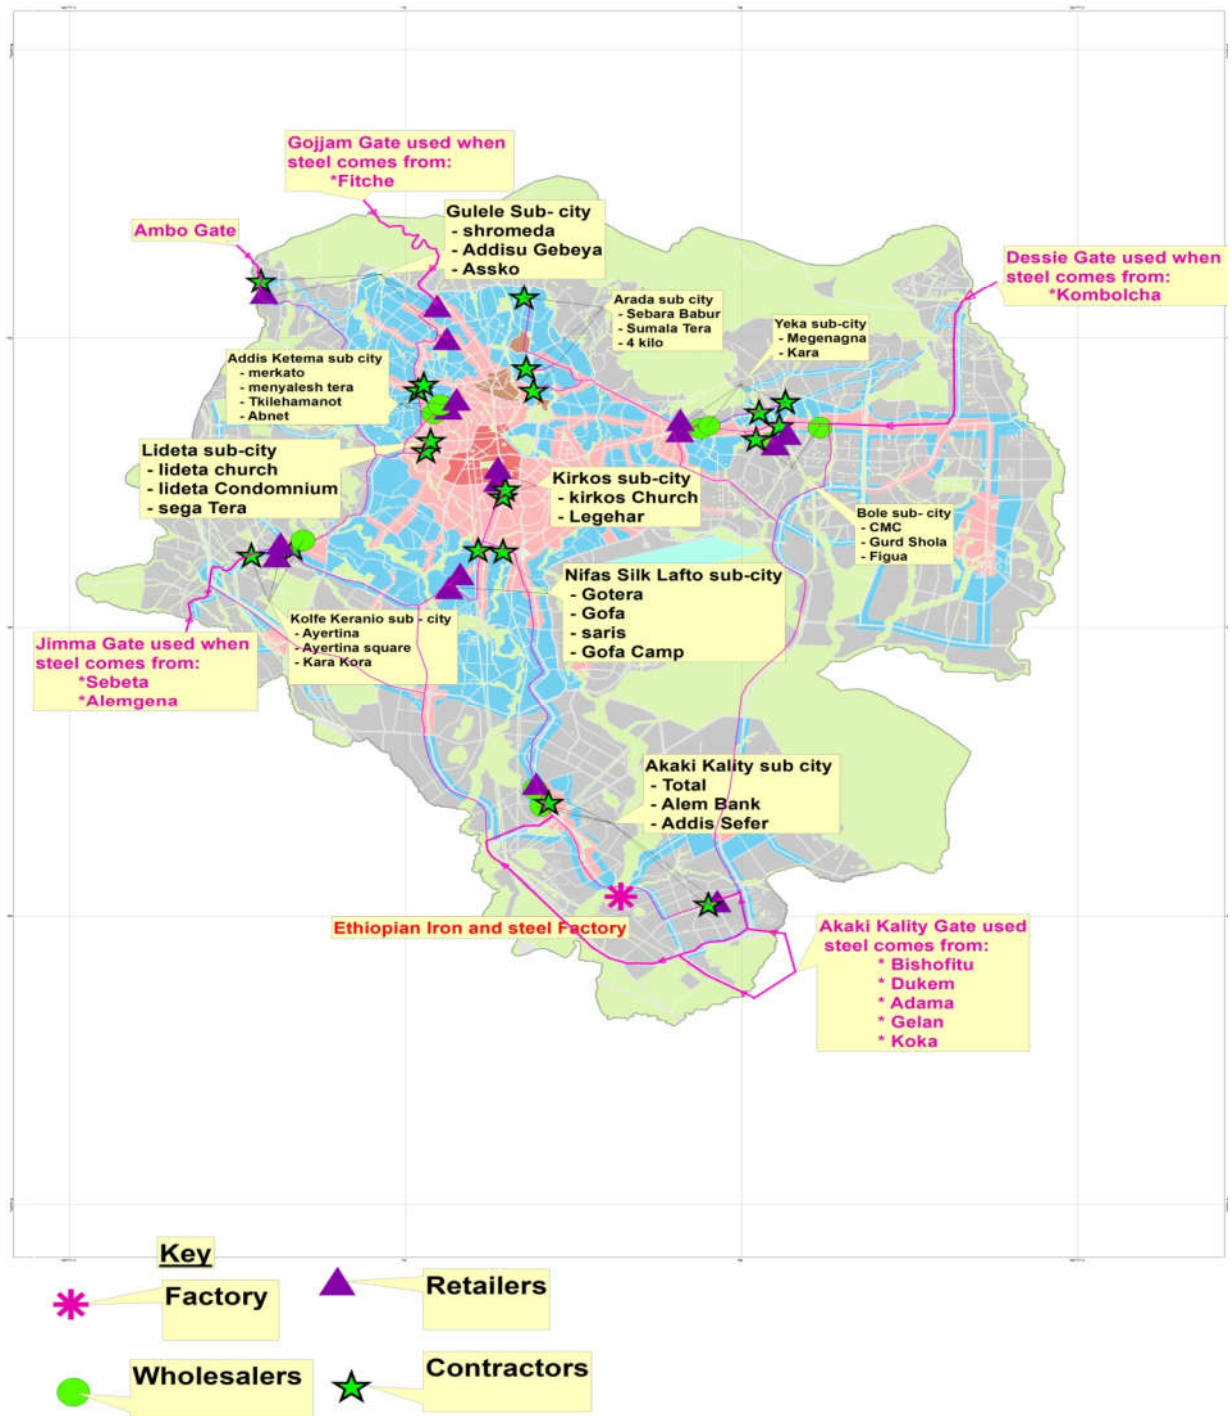 Gojjam Gate used when
steel comes from:
*Fitche
Ambo Gate
Gulele Sub- city
- shromeda
- Addisu Gebeya
- Assko
Dessie Gate used when
steel comes from:
*Kombolcha
Arada sub city
- Sebara Babur
- Sumala Tera
- 4 kilo
Yeka sub-city
- Megenagna
- Kara
Addis Ketema sub city
- merkato
- menyalesh tera
- Tkilehamanot
- Abnet
Lideta sub-city
- lideta church
- lideta Condomnium
- sega Tera
Kirkos sub-city
- kirkos Church
- Legehar
Bole sub- city
- CMC
- Gurd Shola
- Figua
Nifas Silk Lafto sub-city
- Gotera
- Gofa
- saris
- Gofa Camp
Kolfe Keranio sub - city
- Ayertina
- Ayertina square
- Kara Kora
Jimma Gate used when
steel comes from:
*Sebeta
*Alemgena
Akaki Kality sub city
- Total
- Alem Bank
- Addis Sefer
Ethiopian Iron and steel Factory
Akaki Kality Gate used
steel comes from:
* Bishofitu
* Dukem
* Adama
* Gelan
* Koka
Key
Factory
Retailers
Wholesalers
Contractors